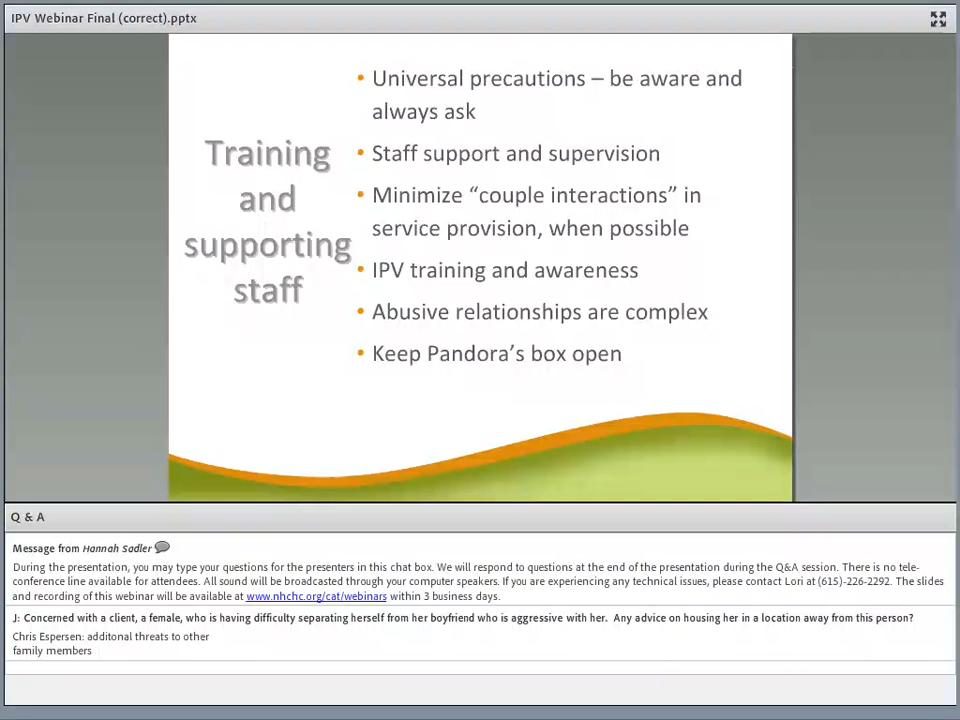 IPV Webinar Final (correct).pptx
Training
and
supporting
staff
• Universal precautions – be aware and
always ask
• Staff support and supervision
• Minimize “couple interactions” in
service provision, when possible
• IPV training and awareness
• Abusive relationships are complex
• Keep Pandora’s box open
Q & A
Message from Hannah Sadler
During the presentation, you may type your questions for the presenters in this chat box. We will respond to questions at the end of the presentation during the Q&A session. There is no tele-
conference line available for attendees. All sound will be broadcasted through your computer speakers. If you are experiencing any technical issues, please contact Lori at (615)-226-2292. The slides
and recording of this webinar will be available at www.nhchc.org/cat/webinars within 3 business days.
J: Concerned with a client, a female, who is having difficulty separating herself from her boyfriend who is aggressive with her. Any advice on housing her in a location away from this person?
Chris Espersen: additonal threats to other
family members